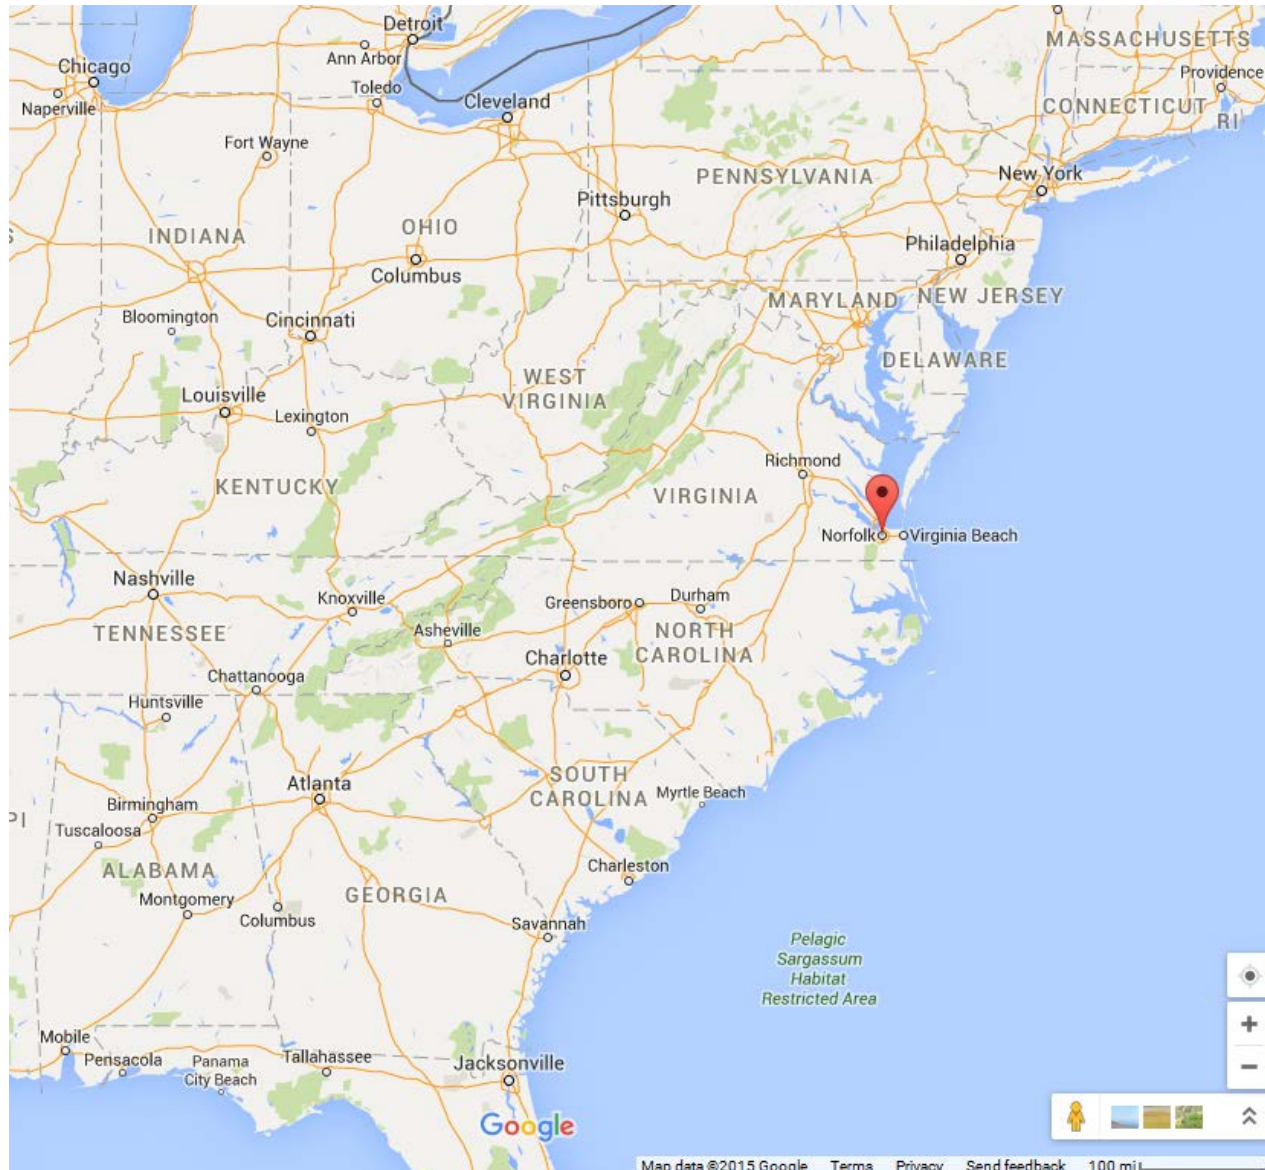 Detroit
MASSACHUSETTS
Ann Arbor
Chicago
Providence
Toledo
Naperville
Cleveland
CONNECTICUT
RI
Fort Wayne
New York
PENNSYLVANIA
Pittsburgh
OHIO
INDIANA
Philadelphia
Columbus
MARYLAND
NEW JERSEY
Bloomington
Cincinnati
DELAWARE
WEST
VIRGINIA
Louisville
Lexington
Richmond
KENTUCKY
VIRGINIA
Norfolk
Virginia Beach
Nashville
Knoxville
Greensboro
Durham
TENNESSEE
Asheville
NORTH
CAROLINA
Charlotte
Chattanooga
Huntsville
SOUTH
CAROLINA
Atlanta
Myrtle Beach
Birmingham
PI
Tuscaloosa
Charleston
ALABAMA
GEORGIA
Montgomery
Columbus
Savannah
Pelagic
Sargassum
Habitat
Restricted Area
Mobile
Pensacola
Panama
City Beach
Tallahassee
Jacksonville
Google
Map data ©2015 Google Terms Privacy Send feedback 100 mi